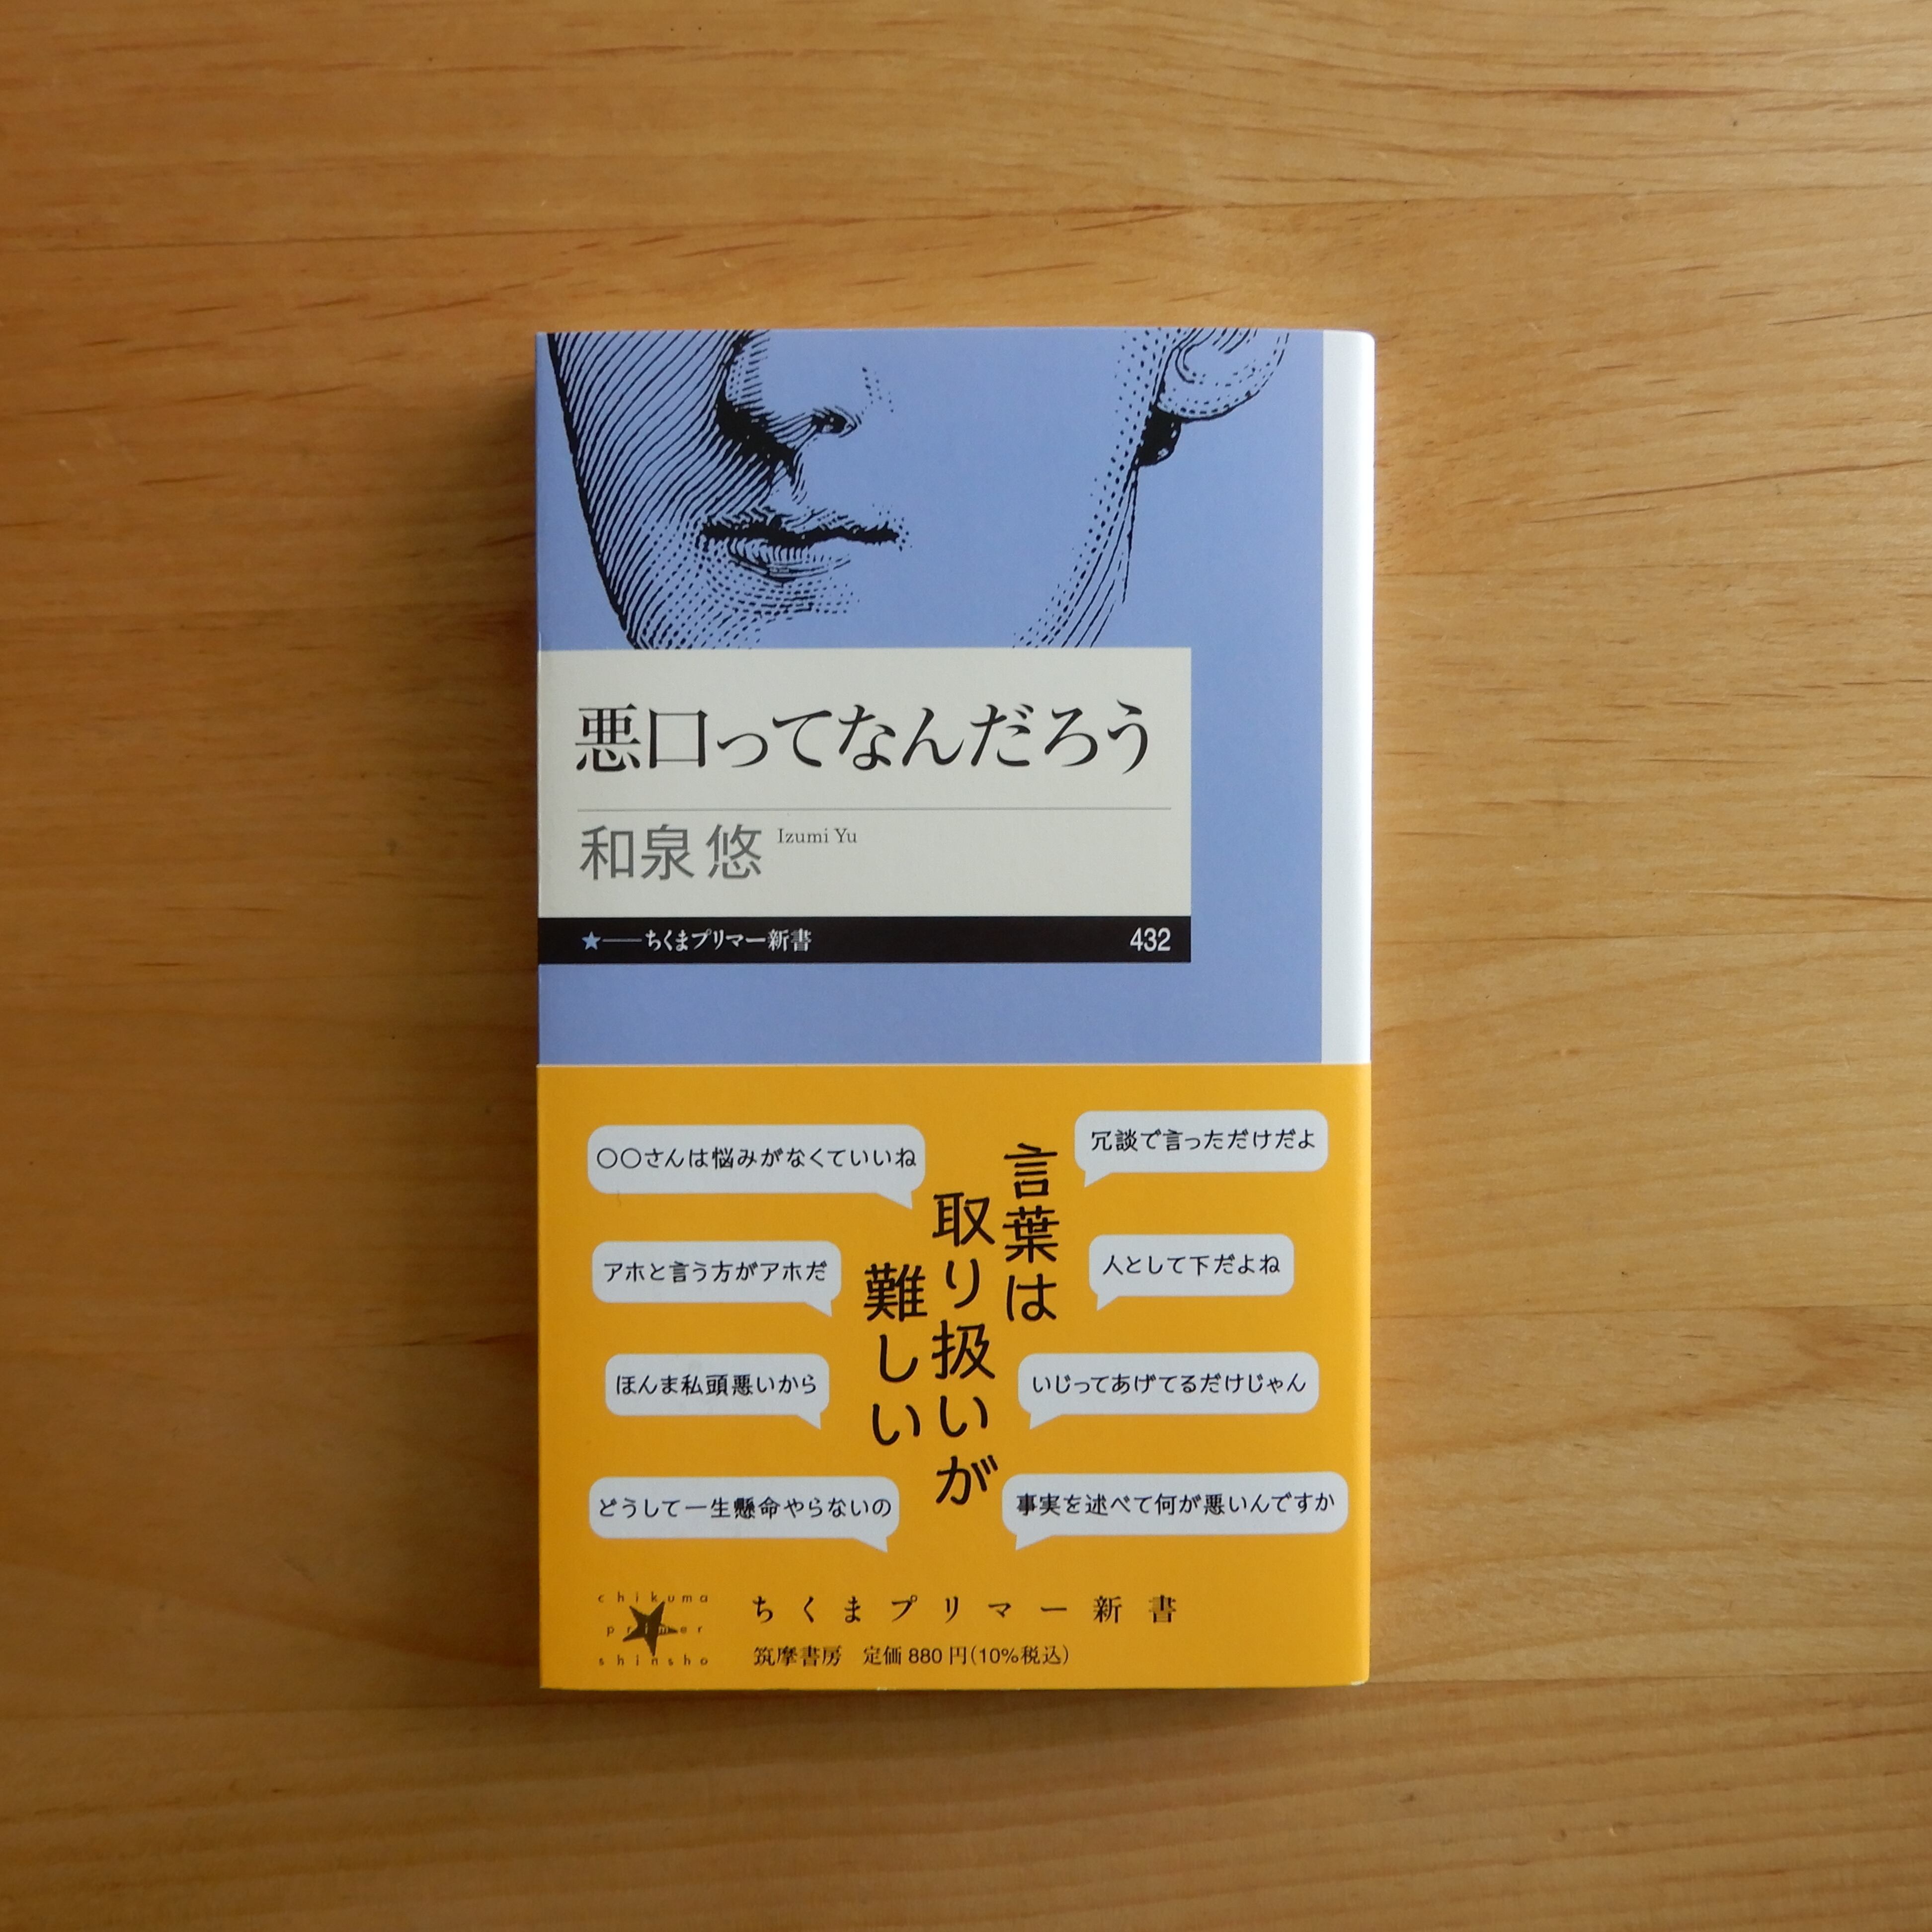 悪口ってなんだろう
和泉悠 Izumi Yu
★――ちくまプリマー新書 432
言葉は
取り扱いが
難しい
冗談で言っただけだよ
人として下だよね
いじってあげてるだけじゃん
事実を述べて何が悪いんですか
〇〇さんは悩みがなくていいね
アホと言う方がアホだ
ほんま私頭悪いから
どうして一生懸命やらないの
chikuma
primer
shinsho
ちくまプリマー新書
筑摩書房 定価880円(10%税込)